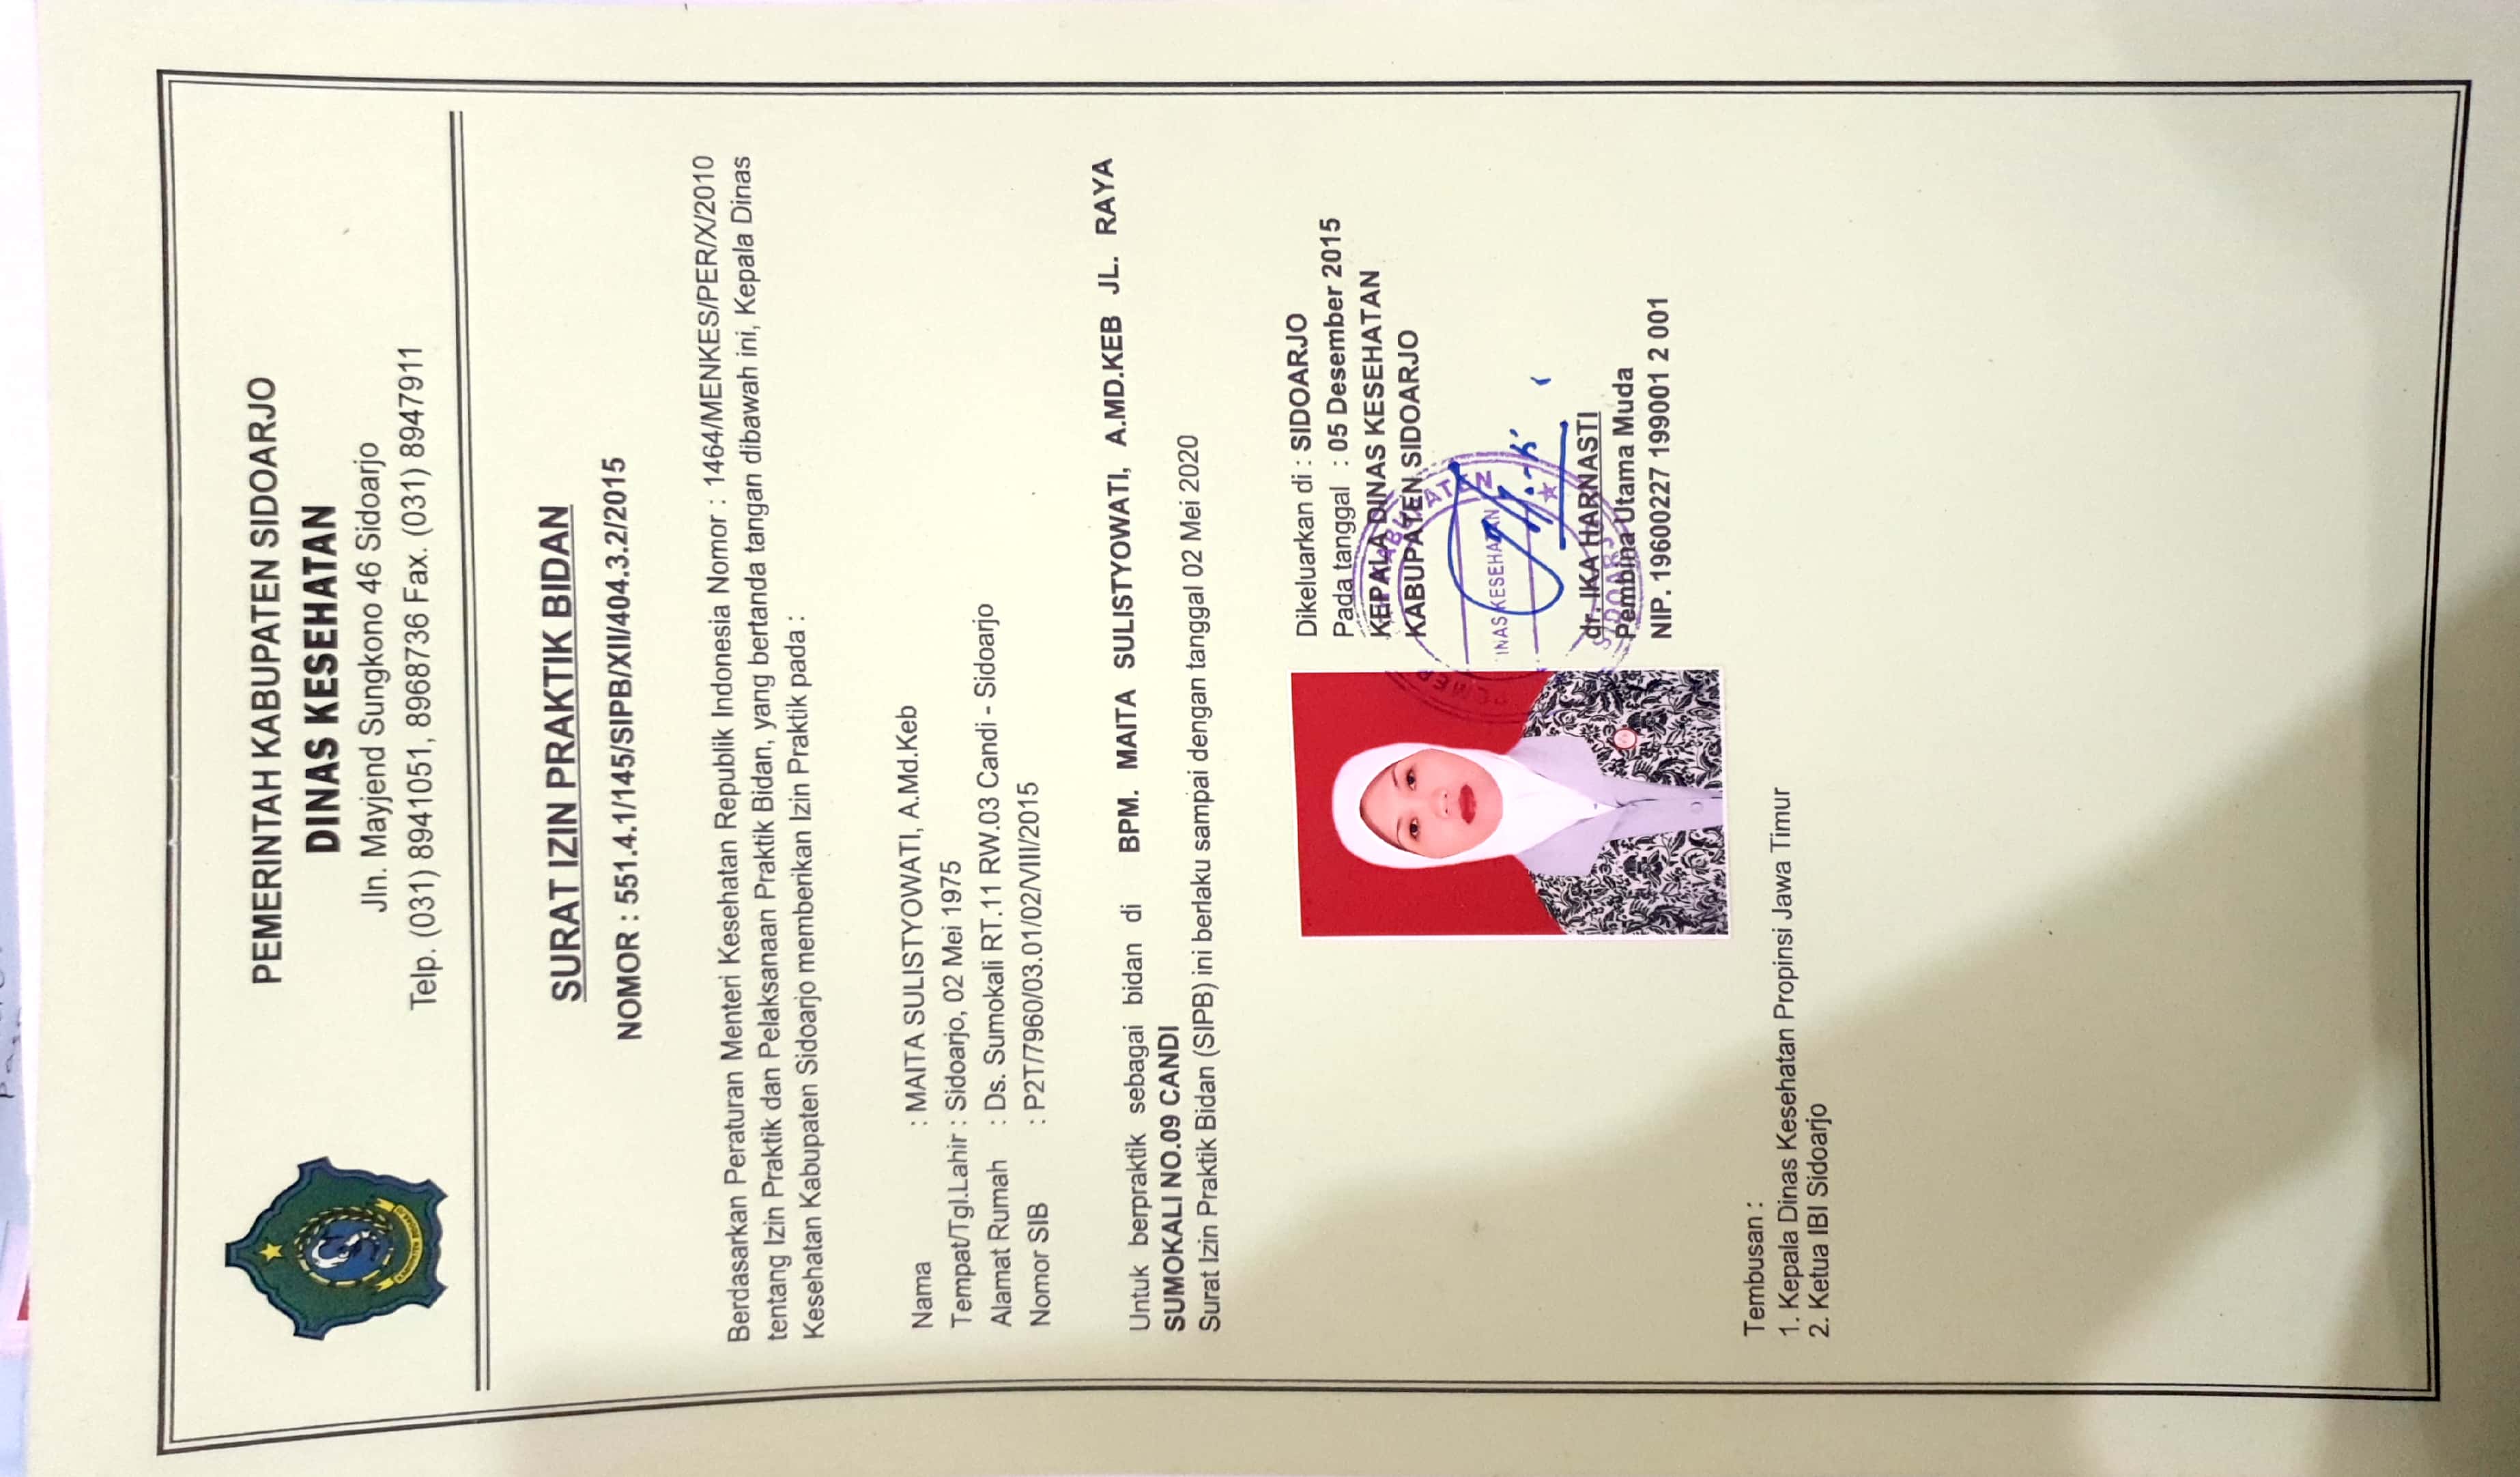 PEMERINTAH KABUPATEN SIDOARJO
DINAS KESEHATAN
Jln. Mayjend Sungkono 46 Sidoarjo
Telp. (031) 8941051, 8968736 Fax. (031) 8947911
SURAT IZIN PRAKTIK BIDAN
NOMOR : 551.4.1/145/SIPB/XII/404.3.2/2015
Berdasarkan Peraturan Menteri Kesehatan Republik Indonesia Nomor : 1464/MENKES/PER/X/2010
tentang Izin Praktik dan Pelaksanaan Praktik Bidan, yang bertanda tangan dibawah ini, Kepala Dinas
Kesehatan Kabupaten Sidoarjo memberikan Izin Praktik pada :
Nama : MAITA SULISTYOWATI, A.Md.Keb
Tempat/Tgl.Lahir : Sidoarjo, 02 Mei 1975
Alamat Rumah : Ds. Sumokali RT.11 RW.03 Candi - Sidoarjo
Nomor SIB : P2T/7960/03.01/02/VIII/2015
Untuk berpraktik sebagai bidan di BPM. MAITA SULISTYOWATI, A.MD.KEB JL. RAYA
SUMOKALI NO.09 CANDI
Surat Izin Praktik Bidan (SIPB) ini berlaku sampai dengan tanggal 02 Mei 2020
Dikeluarkan di : SIDOARJO
Pada tanggal : 05 Desember 2015
KEPALA DINAS KESEHATAN
KABUPATEN SIDOARJO
INAS KESEHATAN
SIDOARJO
dr. IKA HARNASTI
Pembina Utama Muda
NIP. 19600227 199001 2 001
Tembusan :
1. Kepala Dinas Kesehatan Propinsi Jawa Timur
2. Ketua IBI Sidoarjo